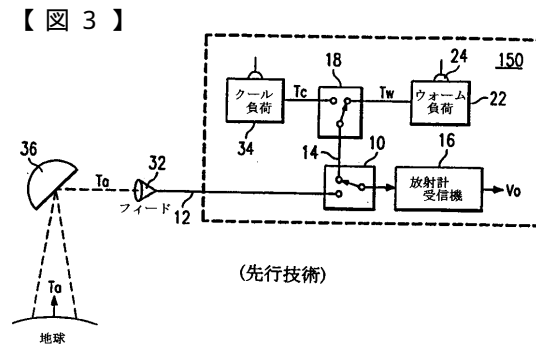 【図３】
150
18
24
クール
負荷
Tc
Tw
ウォーム
負荷
22
34
14
10
16
36
Ta
32
フィード
12
放射計
受信機
Vo
(先行技術)
Ta
地球